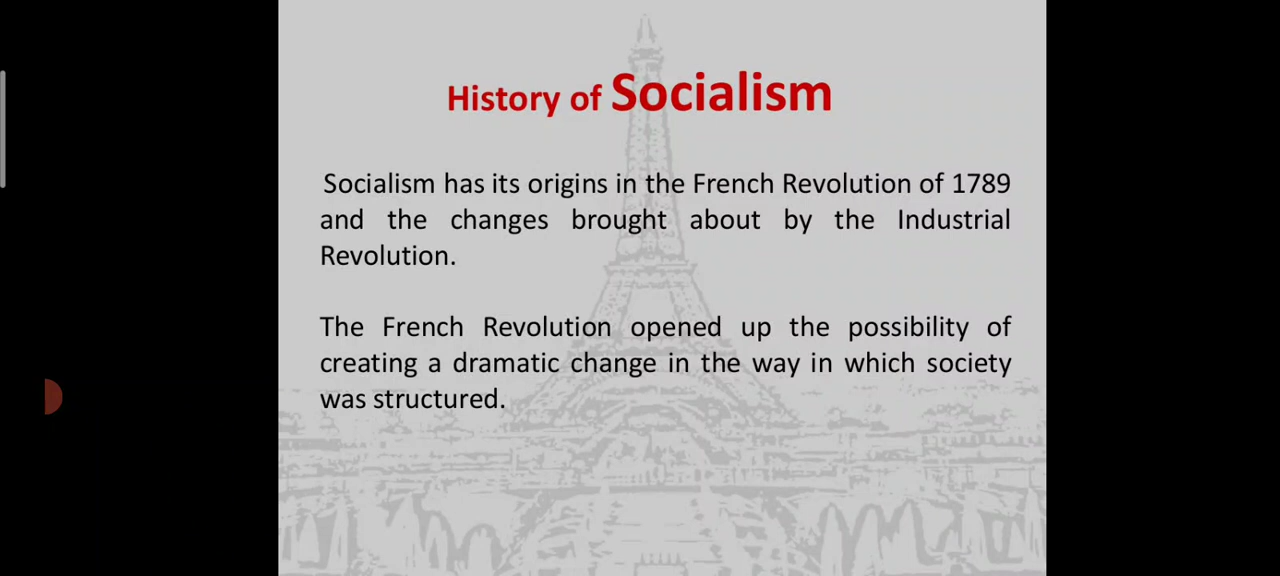 History of Socialism
Socialism has its origins in the French Revolution of 1789
and the changes brought about by the Industrial
Revolution.
The French Revolution opened up the possibility of
creating a dramatic change in the way in which society
was structured.